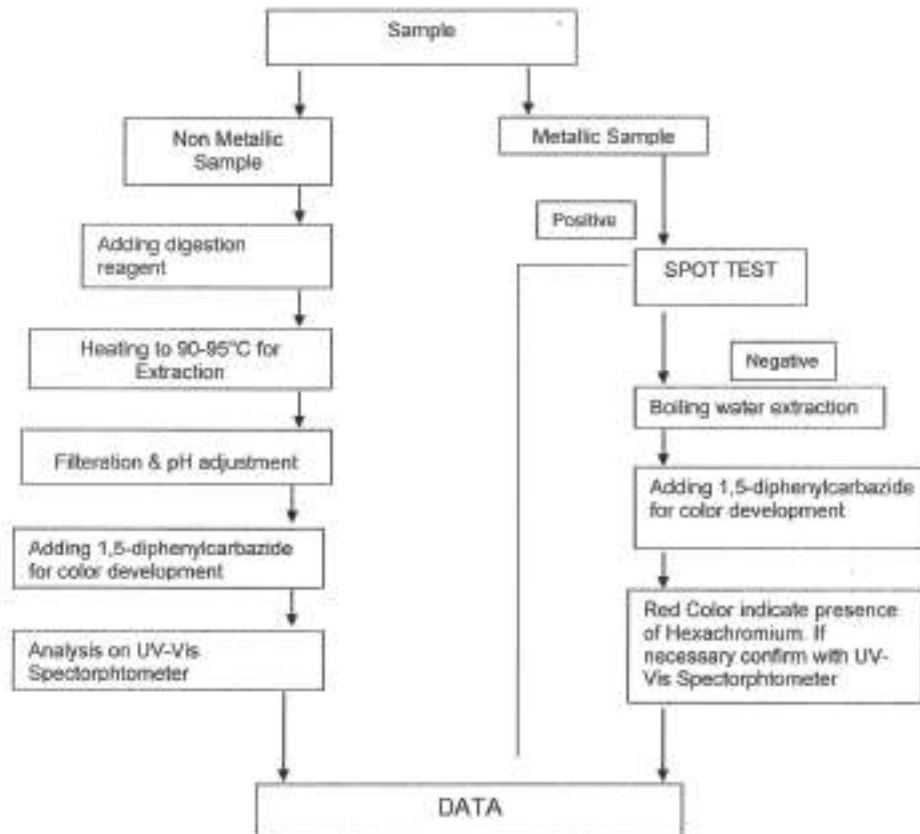 Sample
Non Metallic
Sample
Metallic Sample
Positive
Adding digestion
reagent
SPOT TEST
Heating to 90-95°C for
Extraction
Negative
Boiling water extraction
Filteration & pH adjustment
Adding 1,5-diphenylcarbazide
for color development
Adding 1,5-diphenylcarbazide
for color development
Red Color indicate presence
of Hexachromium. If
necessary confirm with UV-
Vis Spectorphtometer
Analysis on UV-Vis
Spectorphtometer
DATA